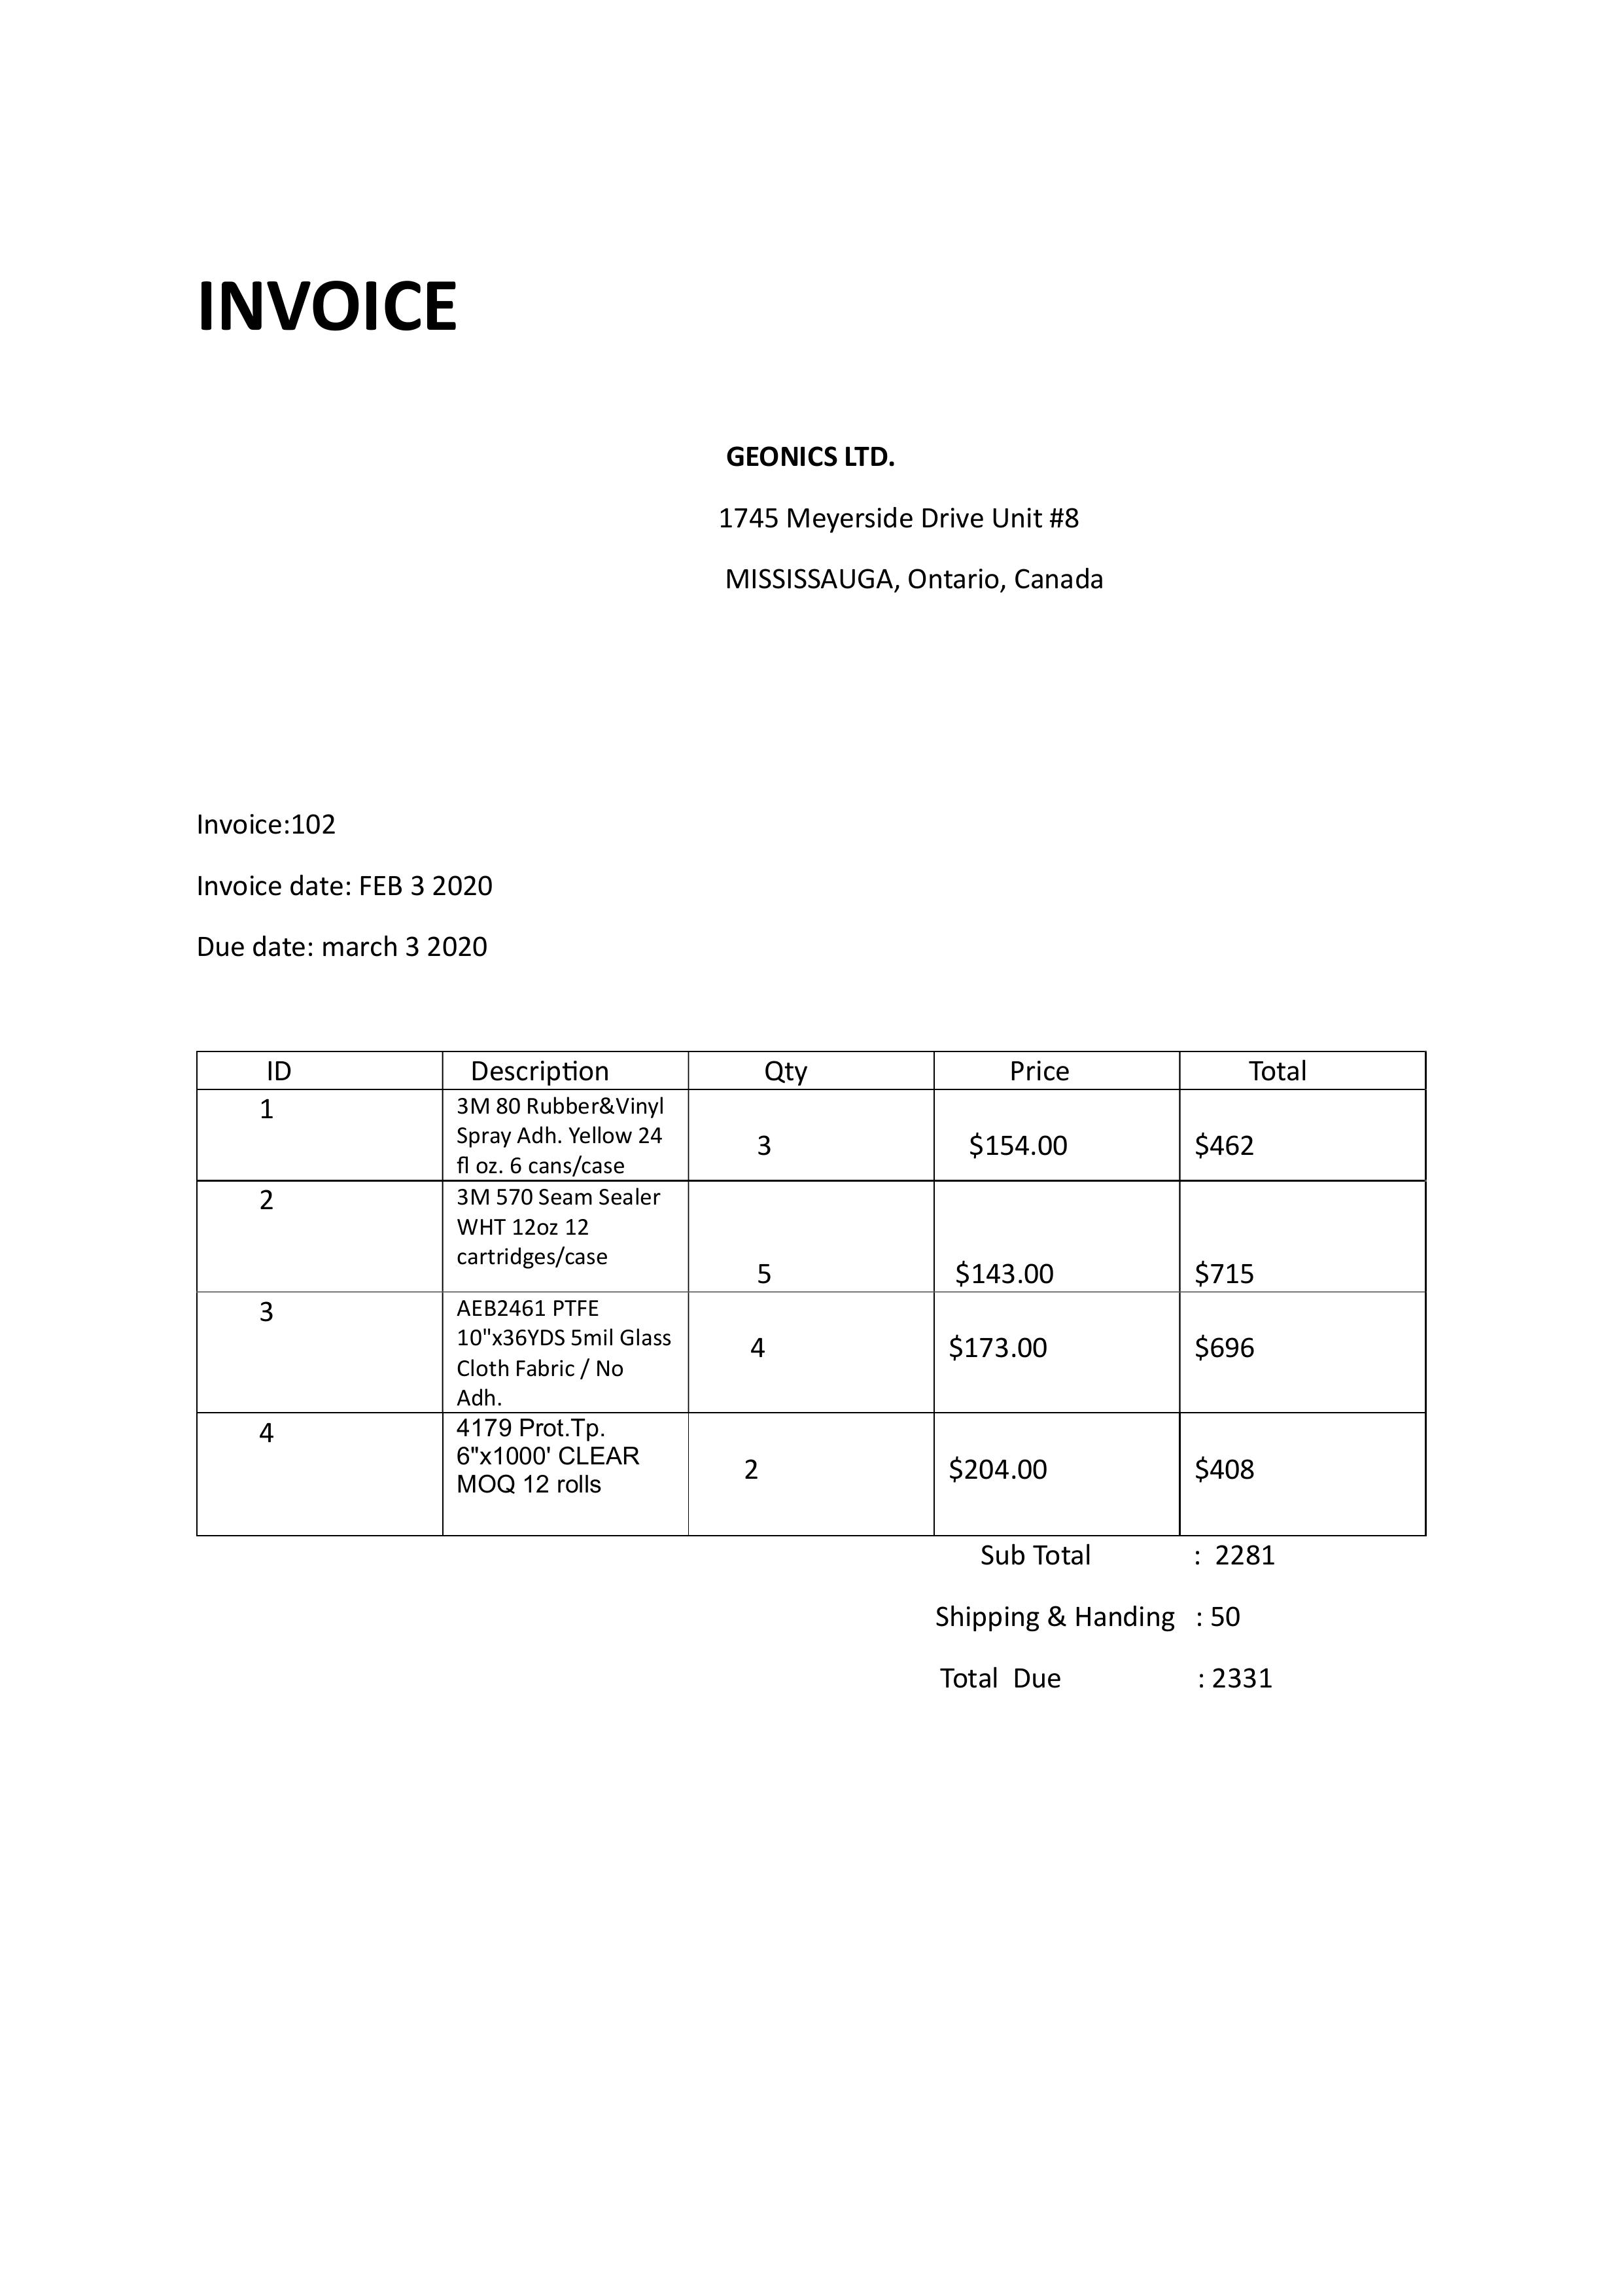 INVOICE
GEONICS LTD.
1745 Meyerside Drive Unit #8
MISSISSAUGA, Ontario, Canada
Invoice:102
Invoice date: FEB 3 2020
Due date: march 3 2020
ID Description Qty Price Total
1 3M 80 Rubber&Vinyl
Spray Adh. Yellow 24
fl oz. 6 cans/case
3 $154.00 $462
2 3M 570 Seam Sealer
WHT 12oz 12
cartridges/case
5 $143.00 $715
3 AEB2461 PTFE
10"x36YDS 5mil Glass
Cloth Fabric / No
Adh.
4 $173.00 $696
4 4179 Prot.Tp.
6"x1000' CLEAR
MOQ 12 rolls
2 $204.00 $408
Sub Total : 2281
Shipping & Handing : 50
Total Due : 2331